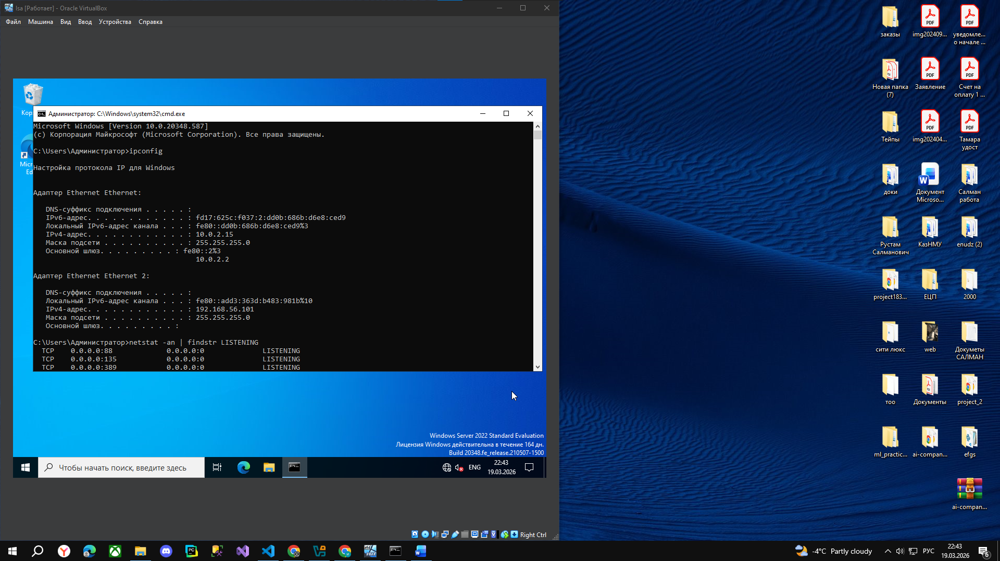 lsa [Работает] - Oracle VirtualBox
Файл Машина Вид Ввод Устройства Справка
Администратор: C:\Windows\system32\cmd.exe
Microsoft Windows [Version 10.0.20348.587]
(c) Корпорация Майкрософт (Microsoft Corporation). Все права защищены.
C:\Users\Администратор>ipconfig
Настройка протокола IP для Windows
Адаптер Ethernet Ethernet:
DNS-суффикс подключения . . . . . :
IPv6-адрес. . . . . . . . . . . . : fd17:625c:f037:2:dd0b:686b:d6e8:ced9
Локальный IPv6-адрес канала . . . : fe80::dd0b:686b:d6e8:ced9%3
IPv4-адрес. . . . . . . . . . . . : 10.0.2.15
Маска подсети . . . . . . . . . . : 255.255.255.0
Основной шлюз. . . . . . . . . : fe80::2%3
10.0.2.2
Адаптер Ethernet Ethernet 2:
DNS-суффикс подключения . . . . . :
Локальный IPv6-адрес канала . . . : fe80::add3:363d:b483:981b%10
IPv4-адрес. . . . . . . . . . . . : 192.168.56.101
Маска подсети . . . . . . . . . . : 255.255.255.0
Основной шлюз. . . . . . . . . :
C:\Users\Администратор>netstat -an | findstr LISTENING
TCP 0.0.0.0:88 0.0.0.0:0 LISTENING
TCP 0.0.0.0:135 0.0.0.0:0 LISTENING
TCP 0.0.0.0:389 0.0.0.0:0 LISTENING
Кор
Micr
Ed
Windows Server 2022 Standard Evaluation
Лицензия Windows действительна в течение 164 дн.
Build 20348.fe_release.210507-1500
Чтобы начать поиск, введите здесь
ENG
22:43
19.03.2026
Right Ctrl
заказы
img202409...
уведомле...
о начале ...
Новая папка
(7)
Заявление
Счет на
оплату 1 ...
Тейпы
img202404...
Тамара
удост
доки
Документ
Microso...
Салман
работа
Рустам
Салманович
КазНМУ
enudz (2)
project183...
ЕЦП
2000
сити люкс
web
Докуметы
САЛМАН
тоо
Документы
project_2
ml_practic...
ai-compan...
efgs
ai-compan...
-4°C Partly cloudy
РУС
22:43
19.03.2026
6